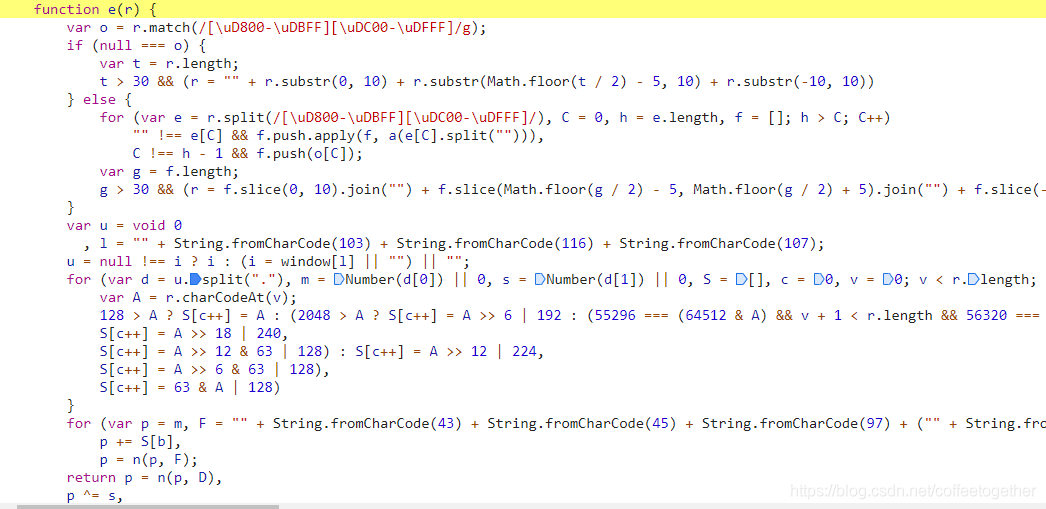 function e(r) {
var o = r.match(/[\uD800-\uDBFF][\uDC00-\uDFFF]/g);
if (null === o) {
var t = r.length;
t > 30 && (r = "" + r.substr(0, 10) + r.substr(Math.floor(t / 2) - 5, 10) + r.substr(-10, 10))
} else {
for (var e = r.split(/[\uD800-\uDBFF][\uDC00-\uDFFF]/), C = 0, h = e.length, f = []; h > C; C++)
"" !== e[C] && f.push.apply(f, a(e[C].split(""))),
C !== h - 1 && f.push(o[C]);
var g = f.length;
g > 30 && (r = f.slice(0, 10).join("") + f.slice(Math.floor(g / 2) - 5, Math.floor(g / 2) + 5).join("") + f.slice(-
}
var u = void 0
, l = "" + String.fromCharCode(103) + String.fromCharCode(116) + String.fromCharCode(107);
u = null !== i ? i : (i = window[l] || "") || "";
for (var d = u.split("."), m = Number(d[0]) || 0, s = Number(d[1]) || 0, S = [], c = 0, v = 0; v < r.length;
var A = r.charCodeAt(v);
128 > A ? S[c++] = A : (2048 > A ? S[c++] = A >> 6 | 192 : (55296 === (64512 & A) && v + 1 < r.length && 56320 ===
S[c++] = A >> 18 | 240,
S[c++] = A >> 12 & 63 | 128) : S[c++] = A >> 12 | 224,
S[c++] = A >> 6 & 63 | 128),
S[c++] = 63 & A | 128)
}
for (var p = m, F = "" + String.fromCharCode(43) + String.fromCharCode(45) + String.fromCharCode(97) + ("" + String.fro
p += S[b],
p = n(p, F);
return p = n(p, D),
p ^= s,
https://blog.csdn.net/coffeetogether